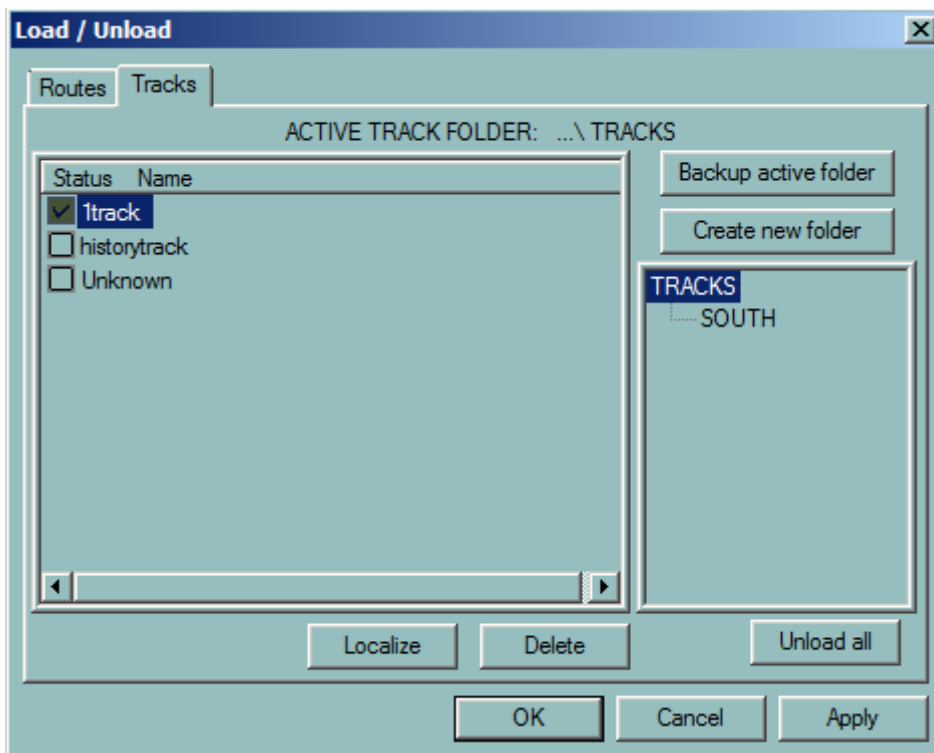 Load / Unload
Routes Tracks
ACTIVE TRACK FOLDER: ...\ TRACKS
Status Name
1track
historytrack
Unknown
Backup active folder
Create new folder
TRACKS
SOUTH
Localize Delete Unload all
OK Cancel Apply